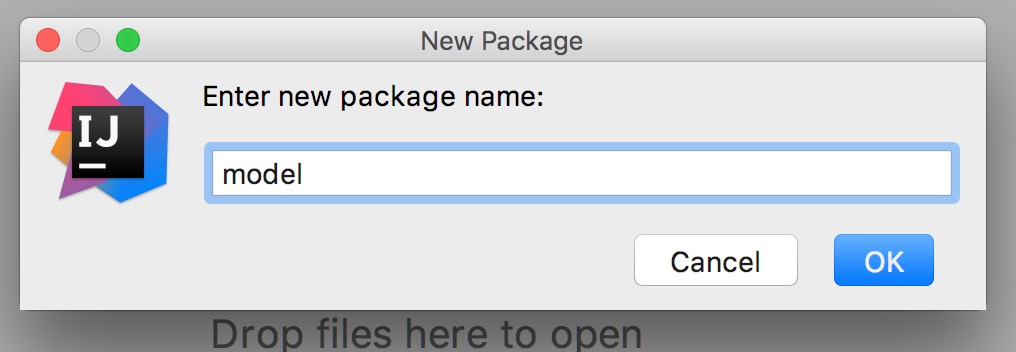 New Package
IJ
Enter new package name:
model
Cancel
OK
Drop files here to open